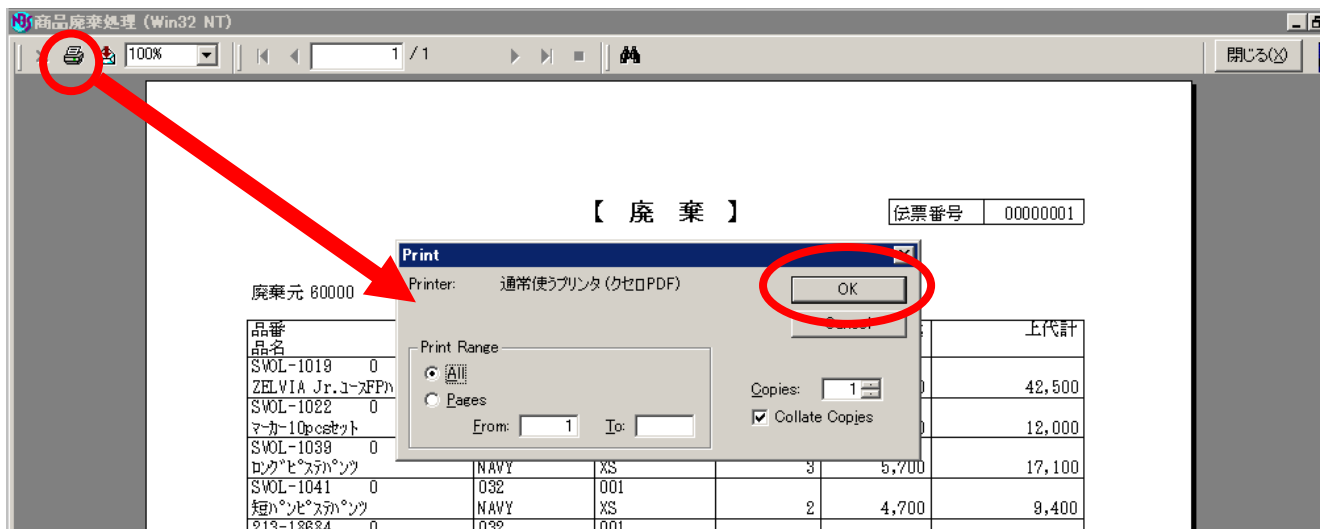 商品廃棄処理 (Win32 NT)
100% 1 / 1 閉じる(X)
【 廃 棄 】
伝票番号 00000001
廃棄元 60000
Print
Printer: 通常使うプリンタ (クセロPDF)
OK
Cancel
Print Range
All
Pages
From: 1 To:
Copies: 1
Collate Copies
品番 上代計
品名
SVOL-1019 0
ZELVIA Jr.ユースFPハ 42,500
SVOL-1022 0
マーカー10pcsセット 12,000
SVOL-1039 0
ロングピステパンツ NAVY XS 3 5,700 17,100
SVOL-1041 0 032 001
短パンピステパンツ NAVY XS 2 4,700 9,400
213-18684 0 032 001